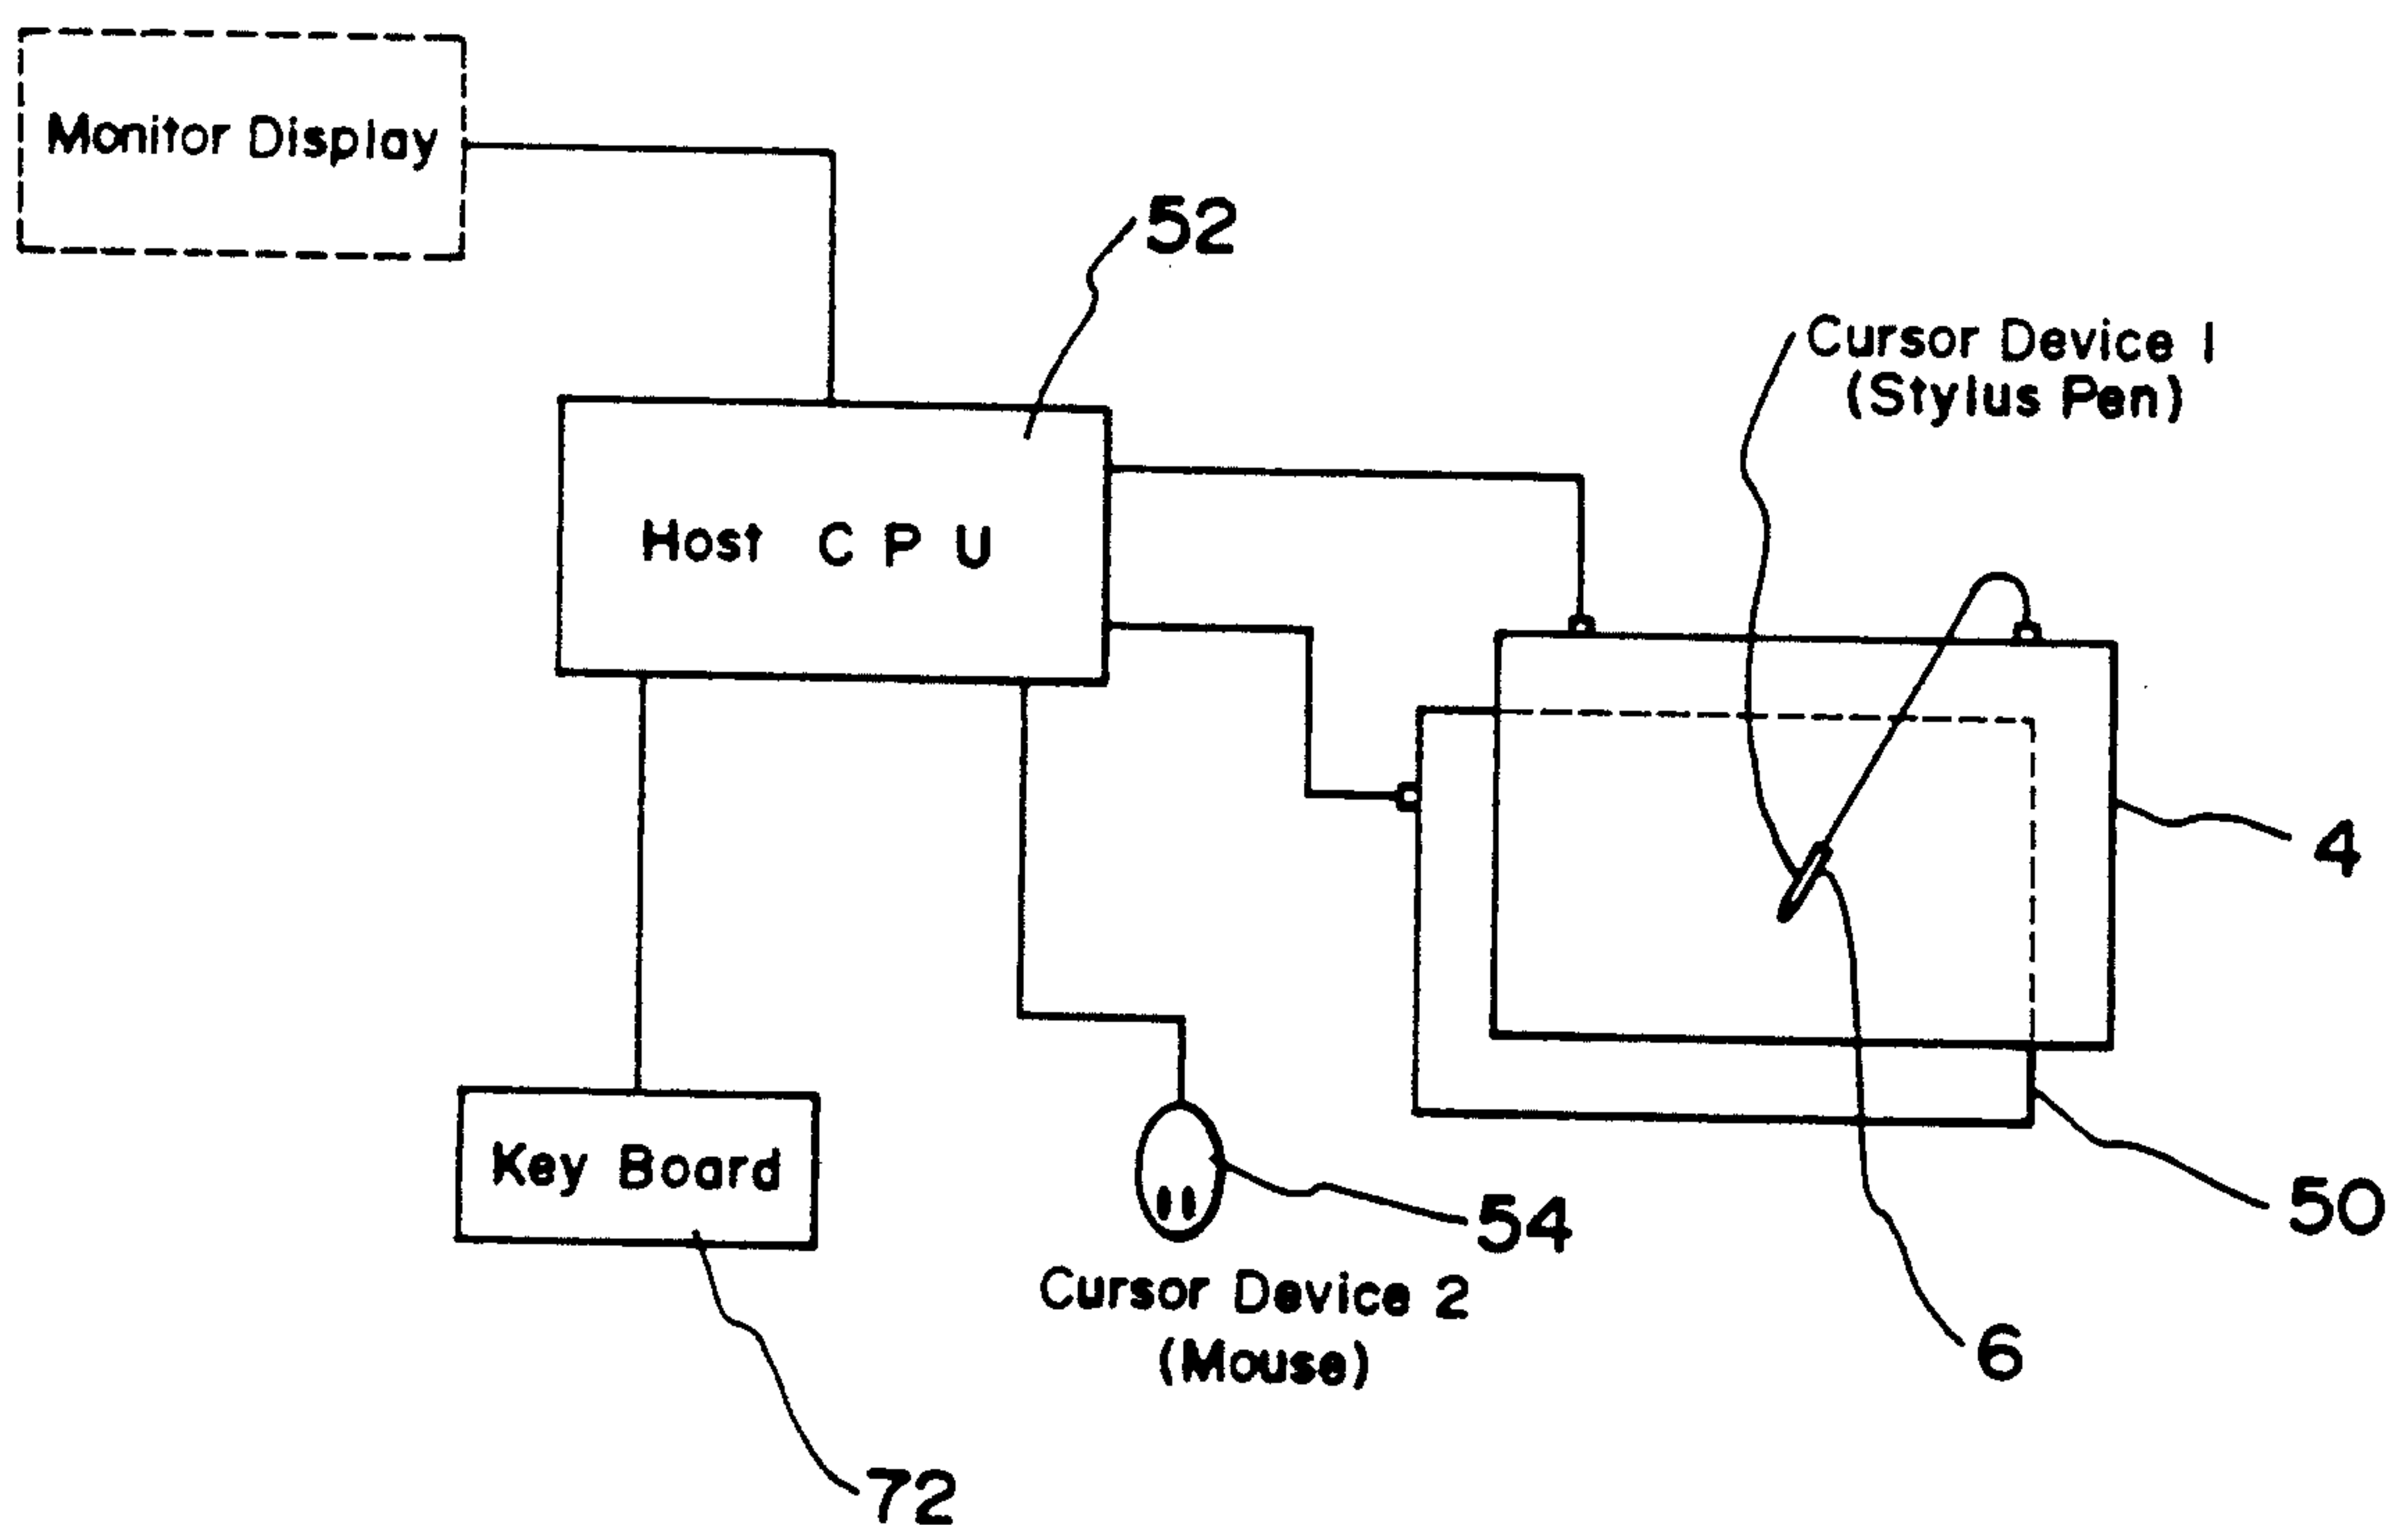 Monitor Display
52
Cursor Device 1
(Stylus Pen)
Host C P U
4
Key Board
54
50
Cursor Device 2
(Mouse)
6
72